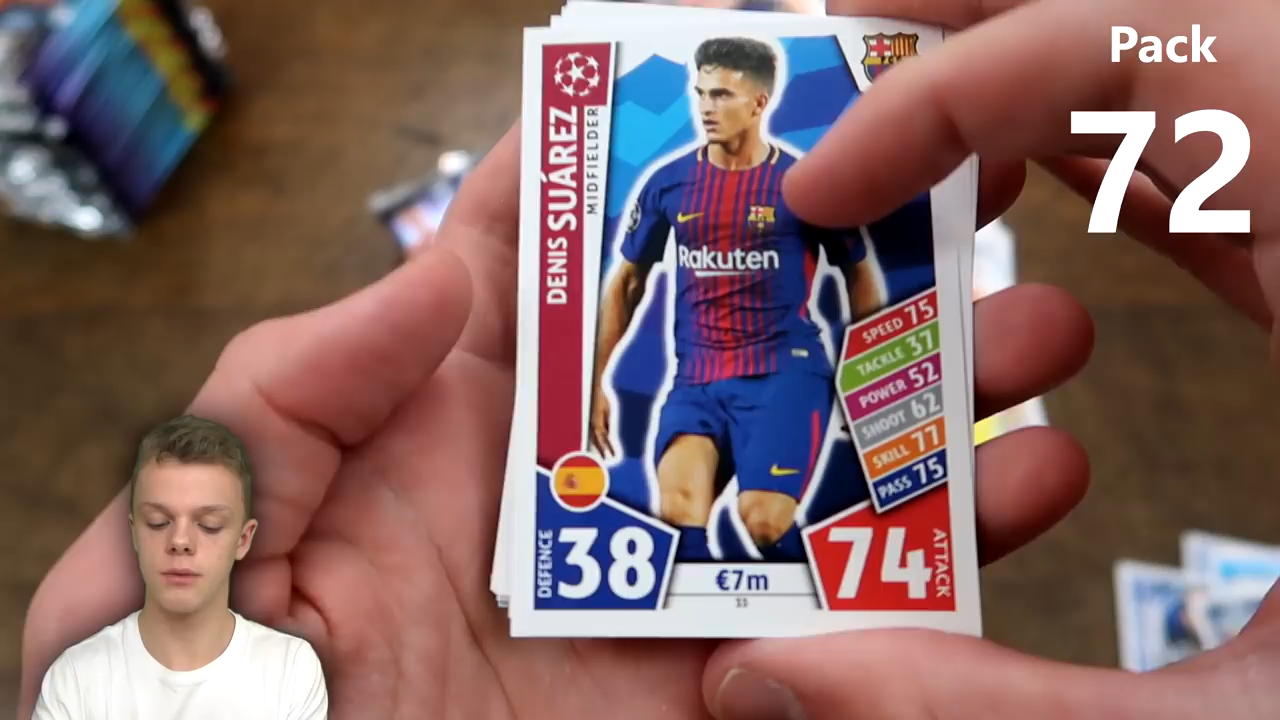 Pack
72
DENIS
SUÁREZ
MIDFIELDER
Rakuten
SPEED 75
TACKLE 37
POWER 52
SHOOT 62
SKILL 77
PASS 75
DEFENCE
38
€7m
33
74
ATTACK